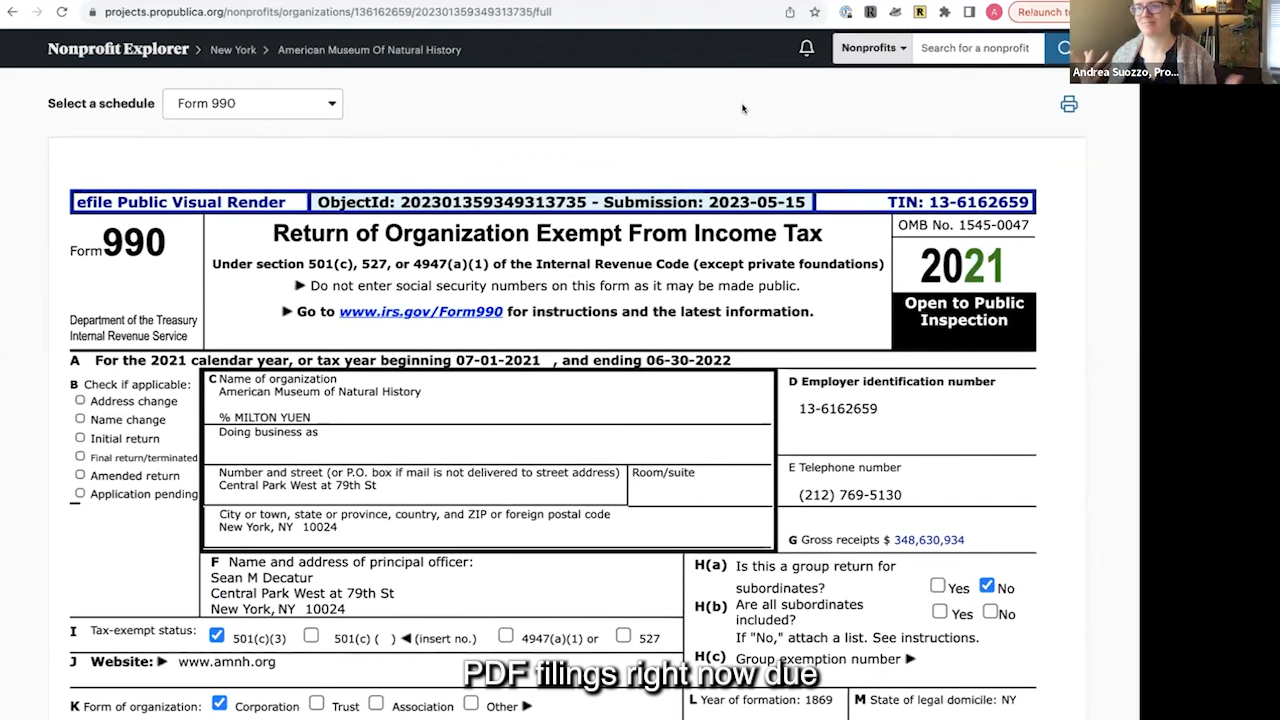 projects.propublica.org/nonprofits/organizations/136162659/202301359349313735/full
Relaunch to
Nonprofit Explorer > New York > American Museum Of Natural History
Nonprofits
Search for a nonprofit
Andrea Suozzo, Pro...
Select a schedule
Form 990
efile Public Visual Render
ObjectId: 202301359349313735 - Submission: 2023-05-15
TIN: 13-6162659
Form 990
Return of Organization Exempt From Income Tax
OMB No. 1545-0047
Under section 501(c), 527, or 4947(a)(1) of the Internal Revenue Code (except private foundations)
2021
▶ Do not enter social security numbers on this form as it may be made public.
▶ Go to www.irs.gov/Form990 for instructions and the latest information.
Open to Public
Inspection
Department of the Treasury
Internal Revenue Service
A For the 2021 calendar year, or tax year beginning 07-01-2021 , and ending 06-30-2022
B Check if applicable:
Address change
Name change
Initial return
Final return/terminated
Amended return
Application pending
C Name of organization
American Museum of Natural History
% MILTON YUEN
Doing business as
Number and street (or P.O. box if mail is not delivered to street address)
Room/suite
Central Park West at 79th St
City or town, state or province, country, and ZIP or foreign postal code
New York, NY 10024
D Employer identification number
13-6162659
E Telephone number
(212) 769-5130
G Gross receipts $ 348,630,934
F Name and address of principal officer:
Sean M Decatur
Central Park West at 79th St
New York, NY 10024
H(a) Is this a group return for
subordinates?
Yes No
H(b) Are all subordinates
included?
Yes No
If "No," attach a list. See instructions.
H(c) Group exemption number ▶
I Tax-exempt status:
501(c)(3) 501(c) ( ) ◀ (insert no.) 4947(a)(1) or 527
J Website: ▶ www.amnh.org
PDF filings right now due
K Form of organization:
Corporation Trust Association Other ▶
L Year of formation: 1869
M State of legal domicile: NY